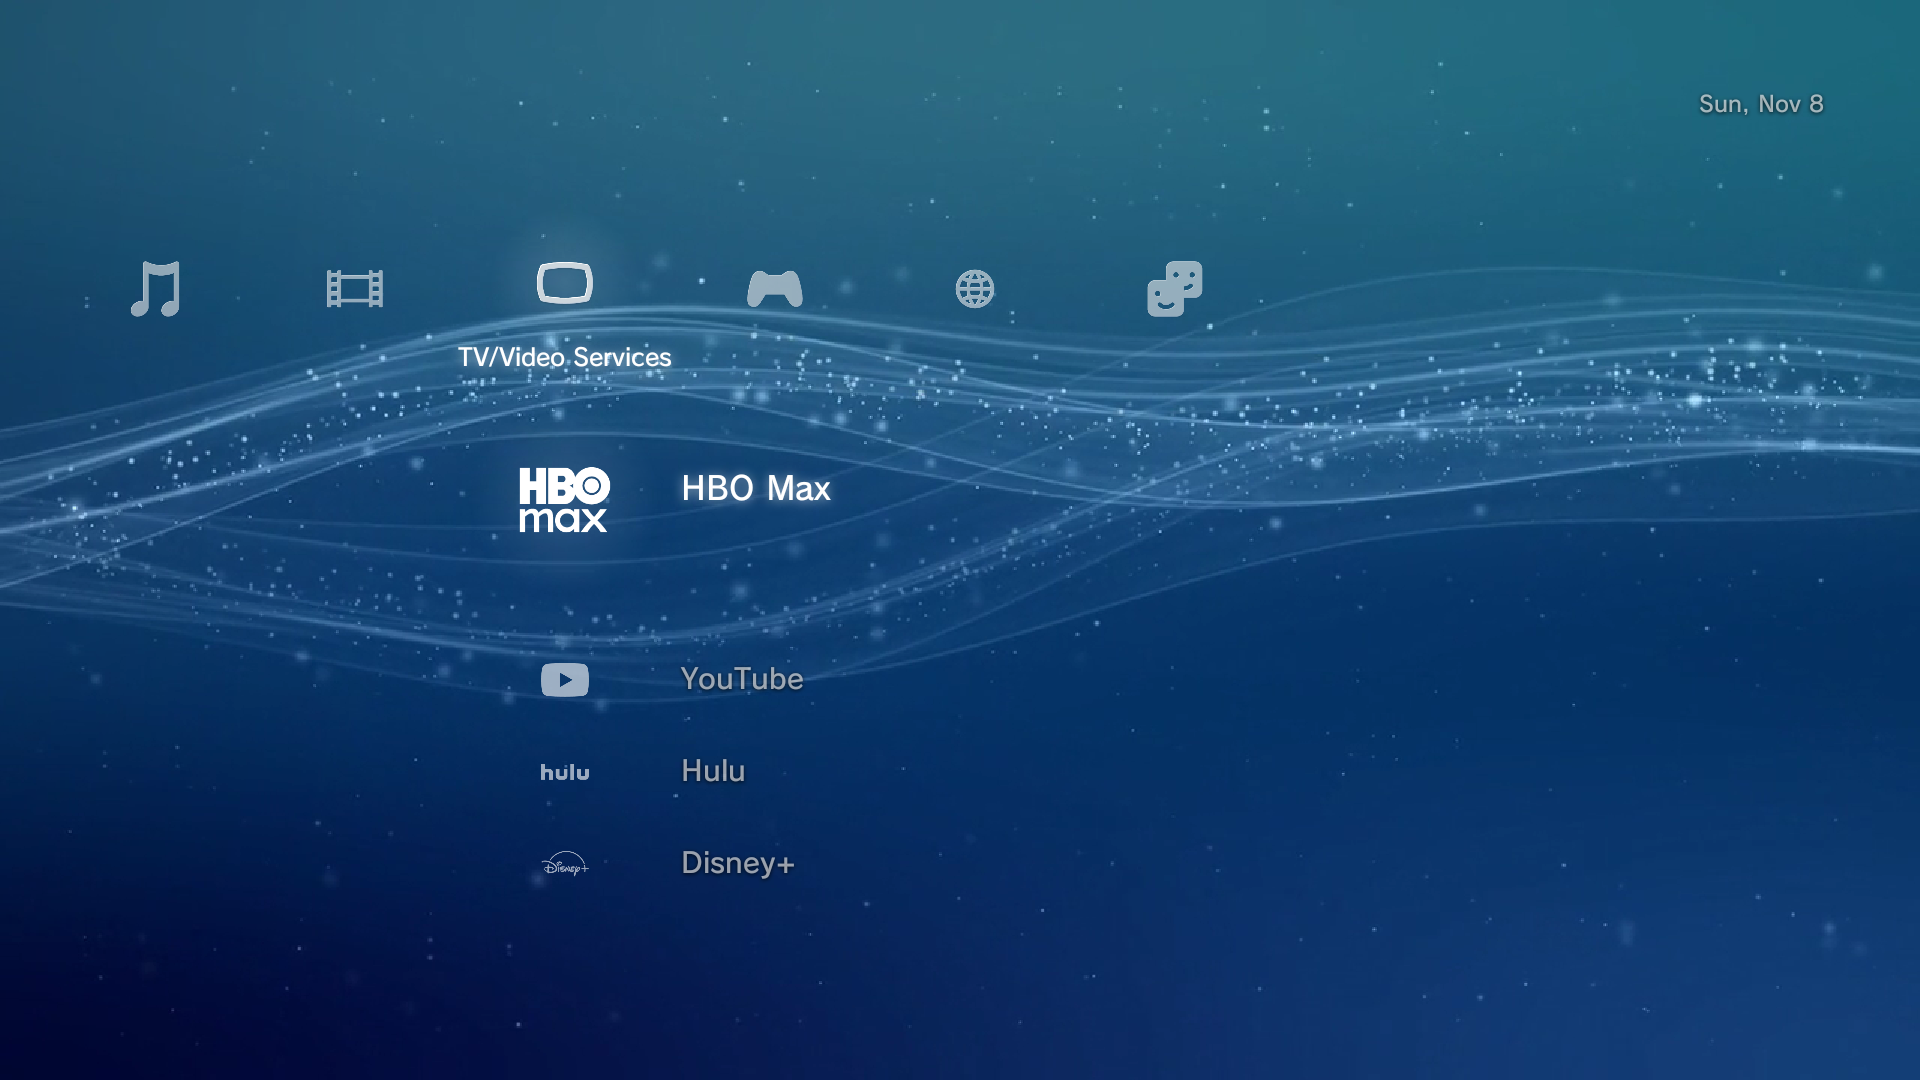 Sun, Nov 8
TV/Video Services
HBO
max
HBO Max
YouTube
hulu
Hulu
Disney+
Disney+